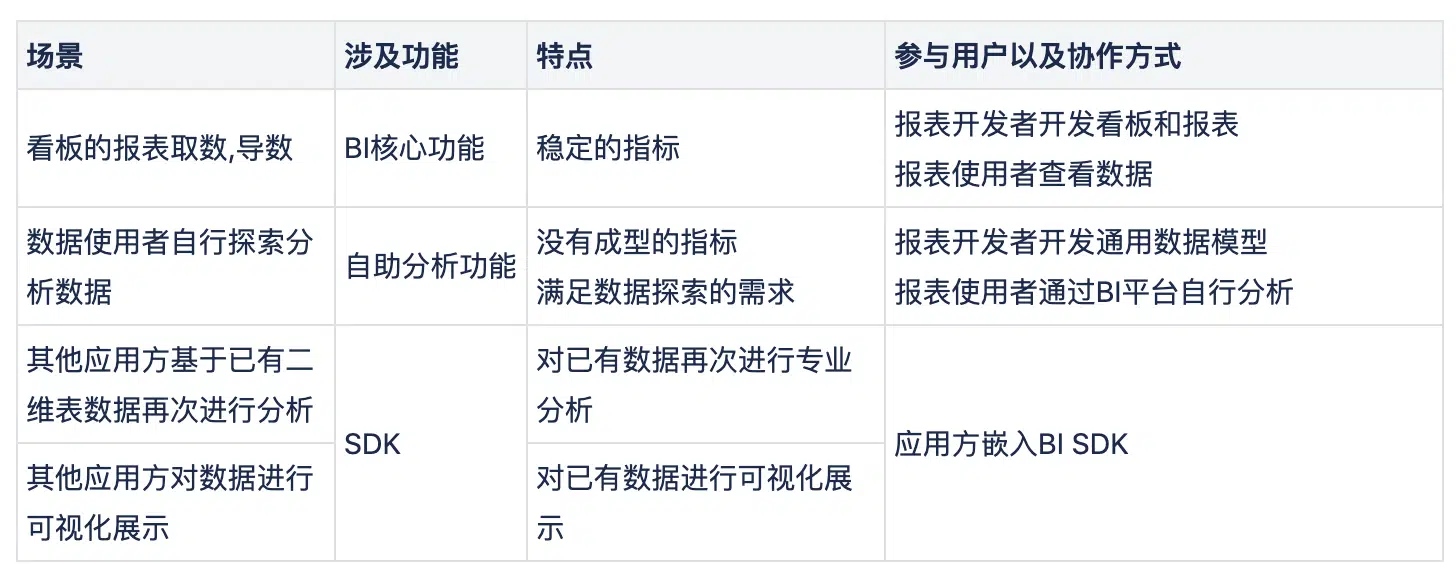 场景 涉及功能 特点 参与用户以及协作方式
看板的报表取数,导数 BI核心功能 稳定的指标 报表开发者开发看板和报表
报表使用者查看数据
数据使用者自行探索分
析数据
自助分析功能
没有成型的指标
满足数据探索的需求
报表开发者开发通用数据模型
报表使用者通过BI平台自行分析
其他应用方基于已有二
维表数据再次进行分析
SDK
对已有数据再次进行专业
分析
应用方嵌入BI SDK
其他应用方对数据进行
可视化展示
对已有数据进行可视化展
示